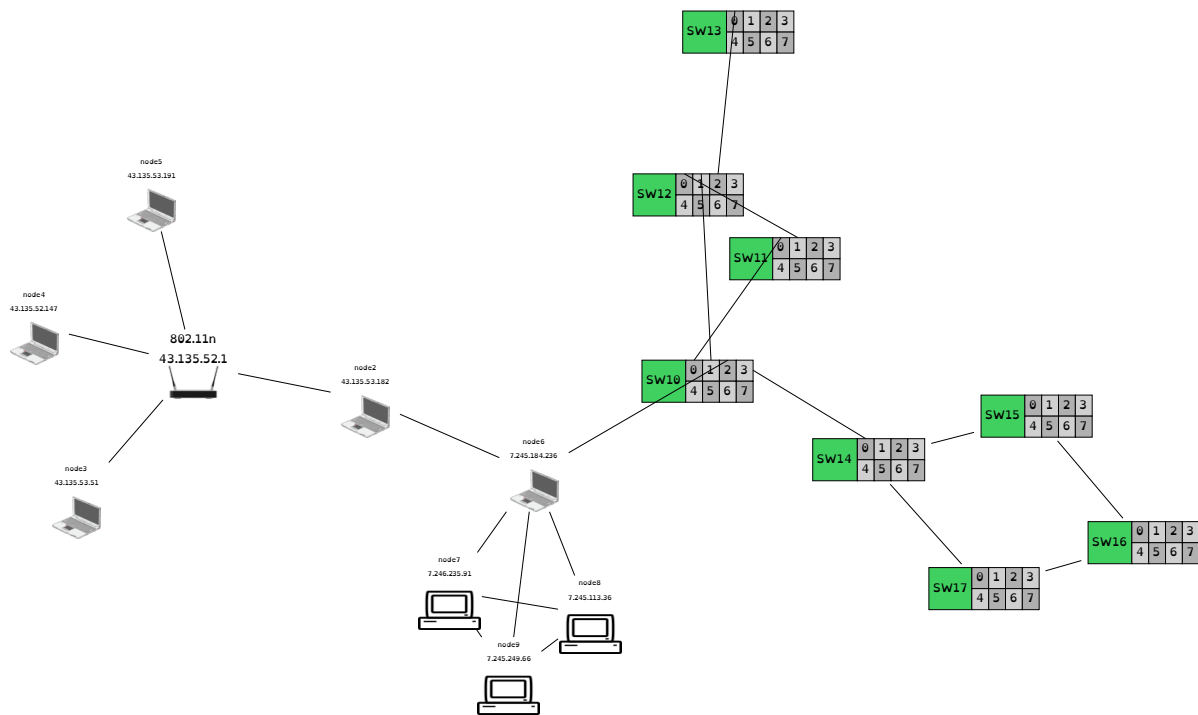 SW13
0 1 2 3
4 5 6 7
node5
43.135.53.191
SW12
0 1 2 3
4 5 6 7
SW11
0 1 2 3
4 5 6 7
node4
43.135.52.147
802.11n
43.135.52.1
node2
43.135.53.182
SW10
0 1 2 3
4 5 6 7
SW15
0 1 2 3
4 5 6 7
node6
7.245.184.236
SW14
0 1 2 3
4 5 6 7
node3
43.135.53.51
SW16
0 1 2 3
4 5 6 7
node7
7.246.235.91
node8
7.245.113.36
SW17
0 1 2 3
4 5 6 7
node9
7.245.249.66